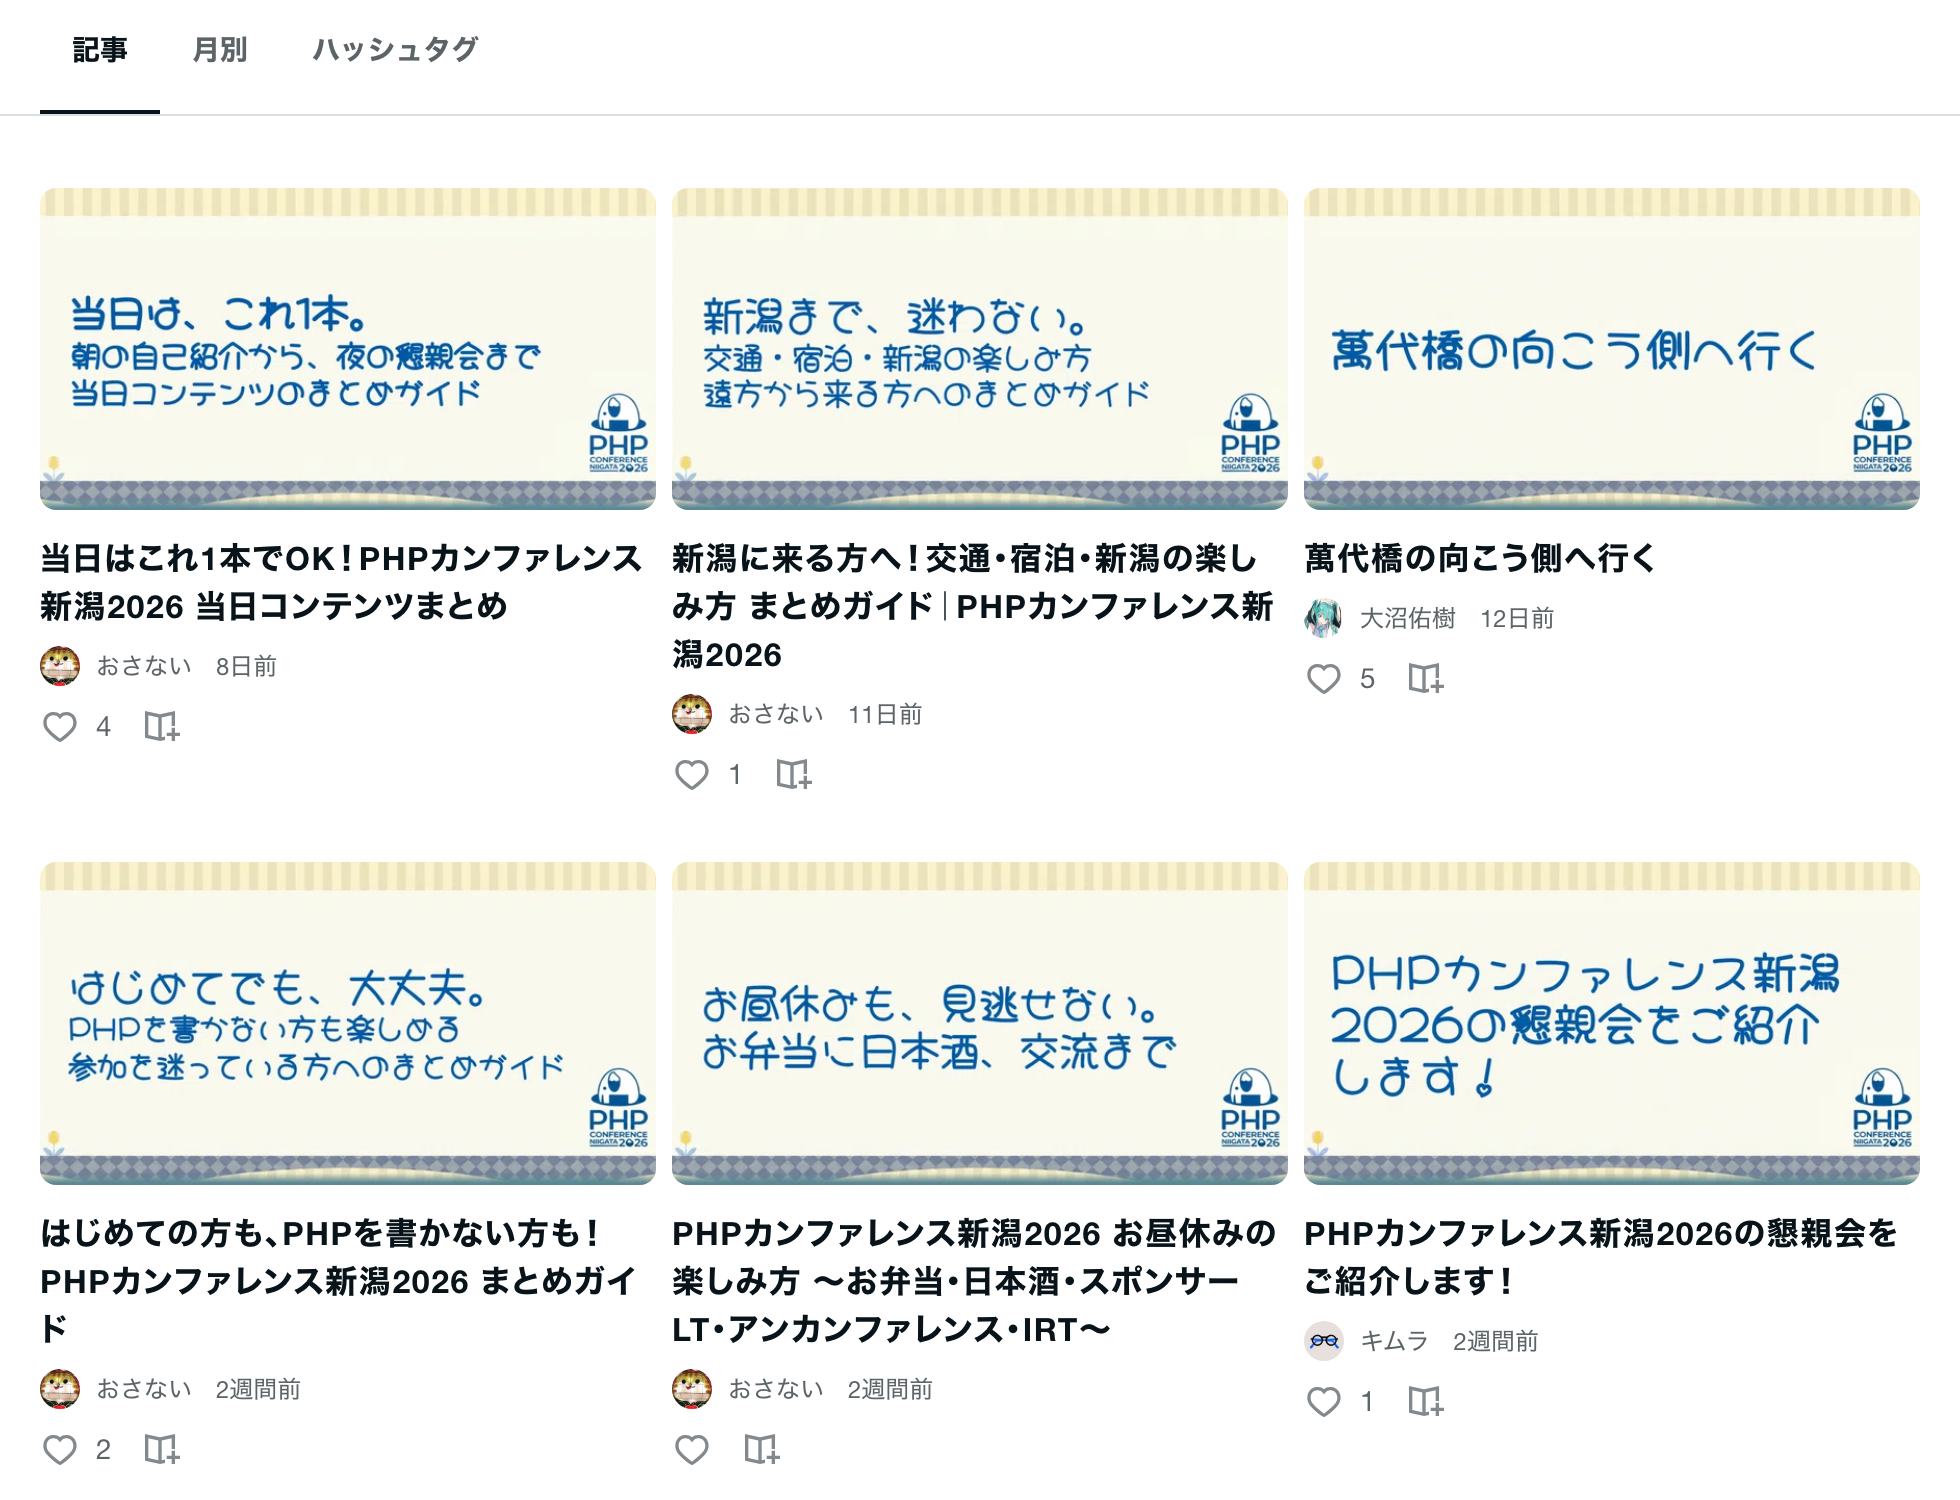 記事
月別
ハッシュタグ
当日は、これ1本。
朝の自己紹介から、夜の懇親会まで
当日コンテンツのまとめガイド
PHP
CONFERENCE
NIIGATA 2026
当日はこれ1本でOK！PHPカンファレンス
新潟2026 当日コンテンツまとめ
おさない 8日前
4
新潟まで、迷わない。
交通・宿泊・新潟の楽しみ方
遠方から来る方へのまとめガイド
PHP
CONFERENCE
NIIGATA 2026
新潟に来る方へ！交通・宿泊・新潟の楽し
み方 まとめガイド｜PHPカンファレンス新
潟2026
おさない 11日前
1
萬代橋の向こう側へ行く
PHP
CONFERENCE
NIIGATA 2026
萬代橋の向こう側へ行く
大沼佑樹 12日前
5
はじめてでも、大丈夫。
PHPを書かない方も楽しめる
参加を迷っている方へのまとめガイド
PHP
CONFERENCE
NIIGATA 2026
はじめての方も、PHPを書かない方も！
PHPカンファレンス新潟2026 まとめガイ
ド
おさない 2週間前
2
お昼休みも、見逃せない。
お弁当に日本酒、交流まで
PHP
CONFERENCE
NIIGATA 2026
PHPカンファレンス新潟2026 お昼休みの
楽しみ方 〜お弁当・日本酒・スポンサー
LT・アンカンファレンス・IRT〜
おさない 2週間前
PHPカンファレンス新潟
2026の懇親会をご紹介
します！
PHP
CONFERENCE
NIIGATA 2026
PHPカンファレンス新潟2026の懇親会を
ご紹介します！
キムラ 2週間前
1